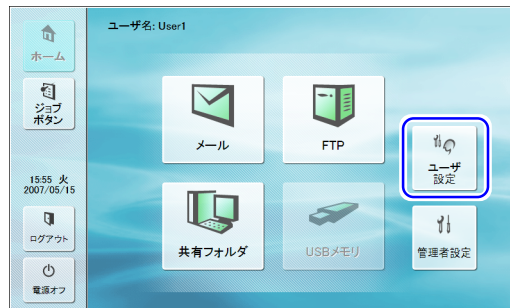 ユーザ名: User1
ホーム
ジョブ
ボタン
メール
FTP
ユーザ
設定
15:55 火
2007/05/15
ログアウト
共有フォルダ
USBメモリ
管理者設定
電源オフ